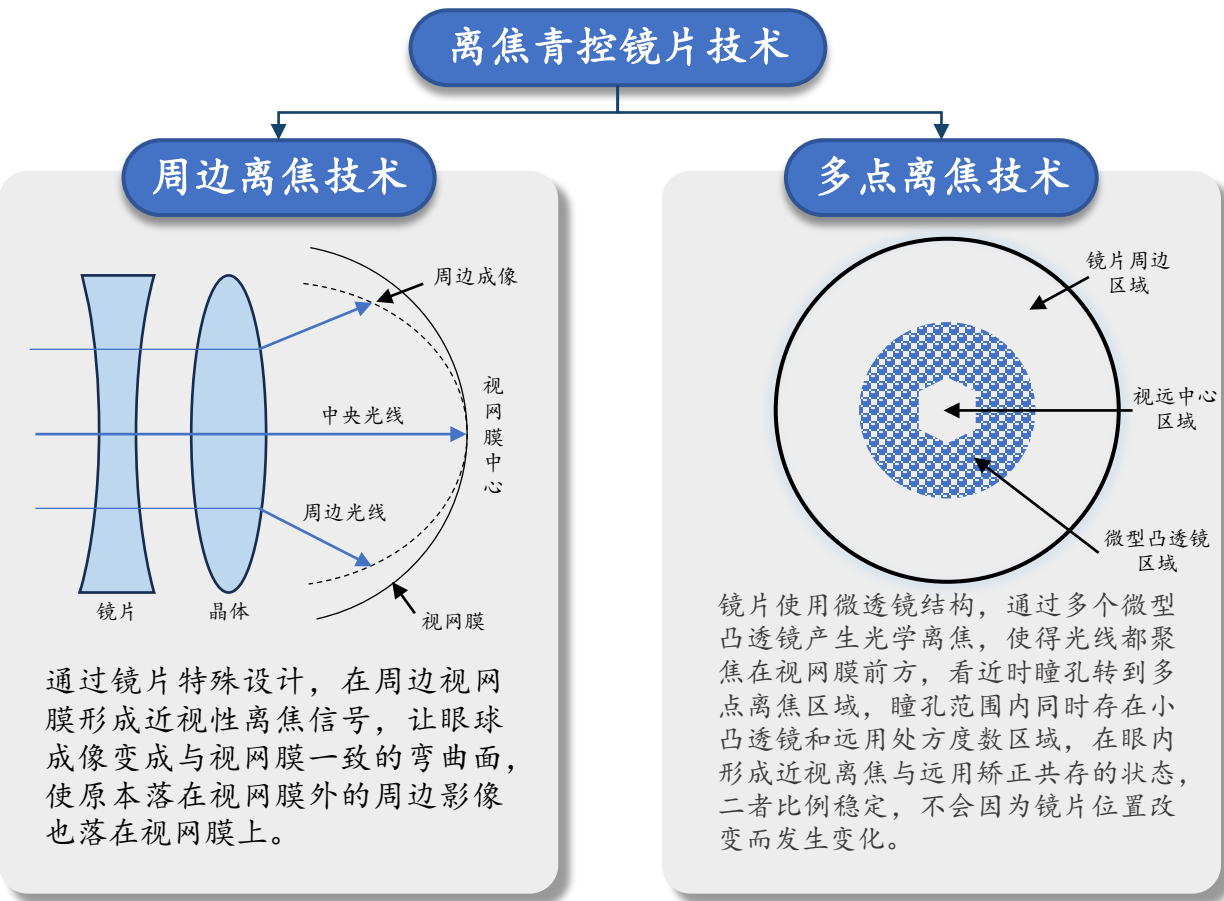 离焦青控镜片技术
周边离焦技术
周边成像
视网膜中心
中央光线
周边光线
镜片
晶体
视网膜
通过镜片特殊设计，在周边视网
膜形成近视性离焦信号，让眼球
成像变成与视网膜一致的弯曲面，
使原本落在视网膜外的周边影像
也落在视网膜上。
多点离焦技术
镜片周边
区域
视远中心
区域
微型凸透镜
区域
镜片使用微透镜结构，通过多个微型
凸透镜产生光学离焦，使得光线都聚
焦在视网膜前方，看近时瞳孔转到多
点离焦区域，瞳孔范围内同时存在小
凸透镜和远用处方度数区域，在眼内
形成近视离焦与远用矫正共存的状态，
二者比例稳定，不会因为镜片位置改
变而发生变化。